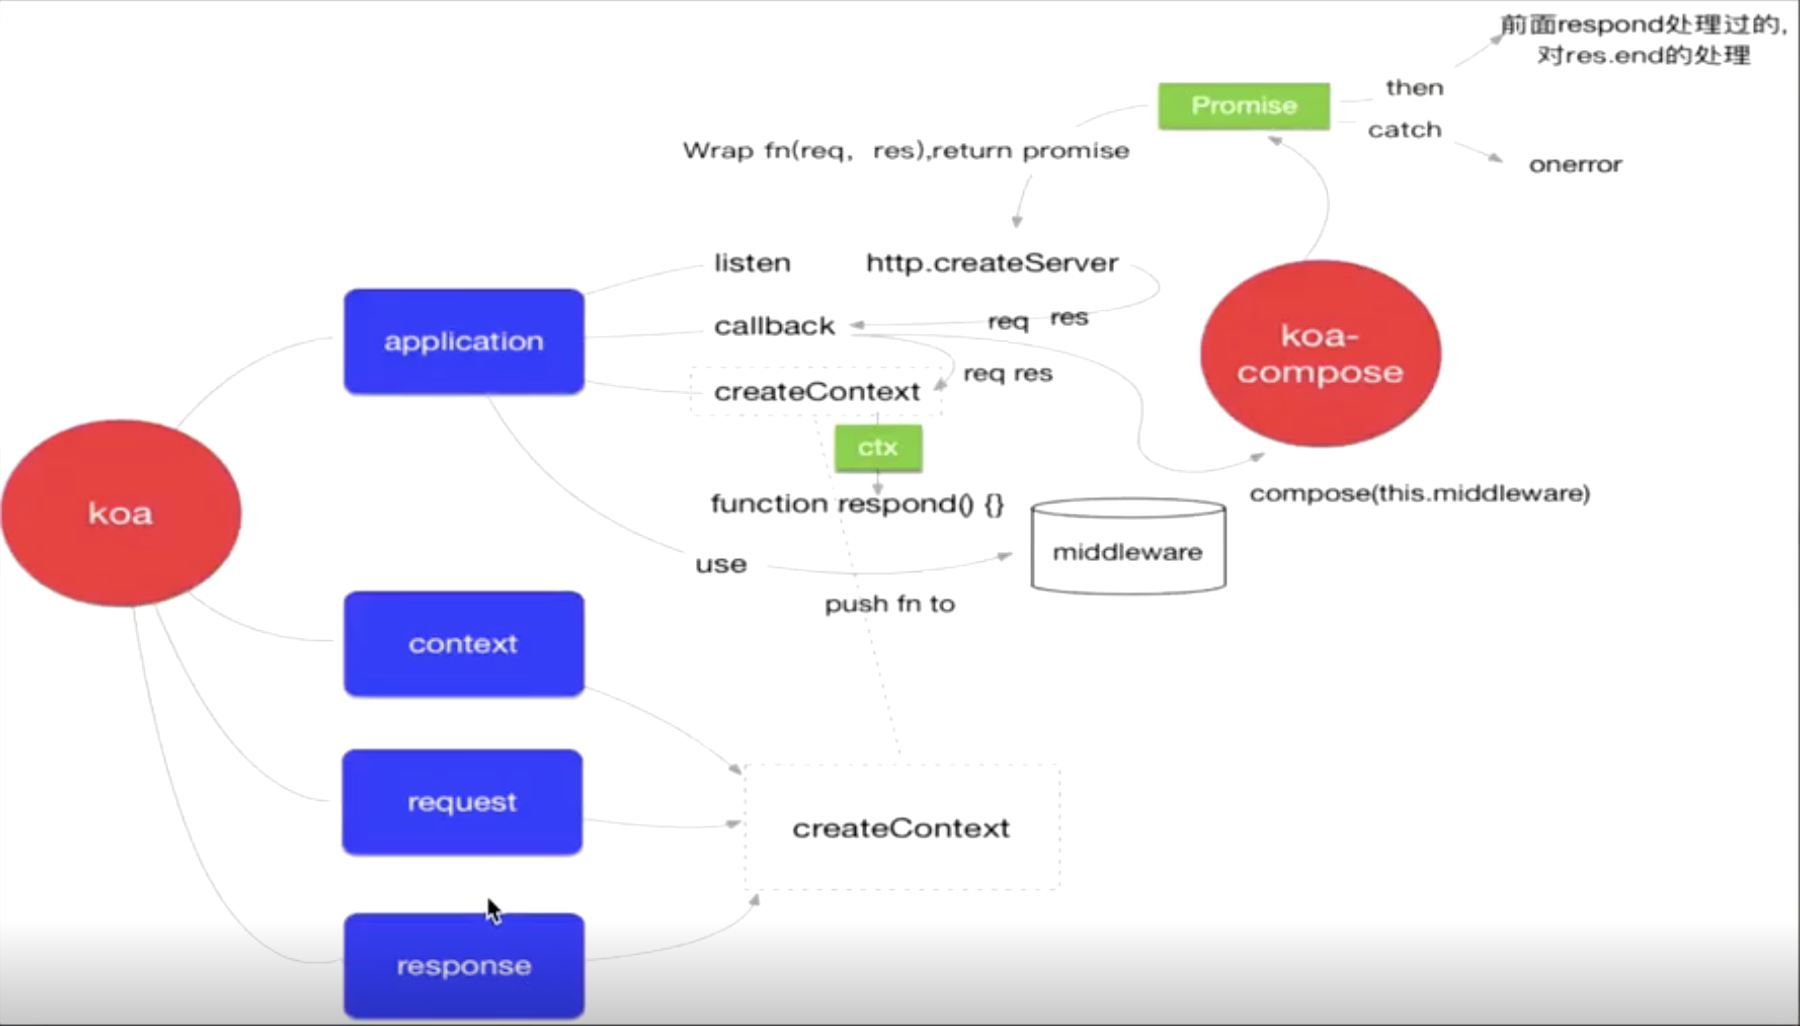 前面respond处理过的,
对res.end的处理
then
Promise
catch
Wrap fn(req, res),return promise
onerror
listen
http.createServer
application
callback
req res
koa-
compose
createContext
req res
ctx
koa
function respond() {}
compose(this.middleware)
use
middleware
push fn to
context
request
createContext
response